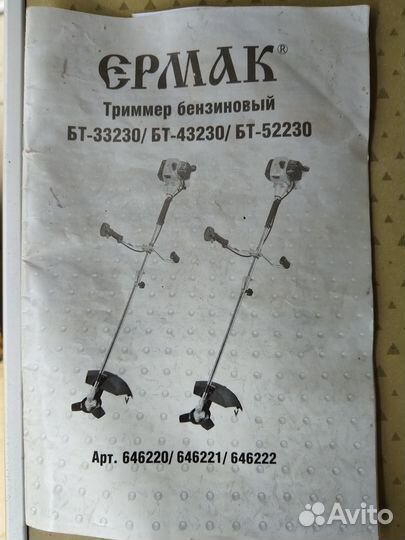 ЕРМАК®
Триммер бензиновый
БТ-33230/ БТ-43230/ БТ-52230
Арт. 646220/ 646221/ 646222
Avito